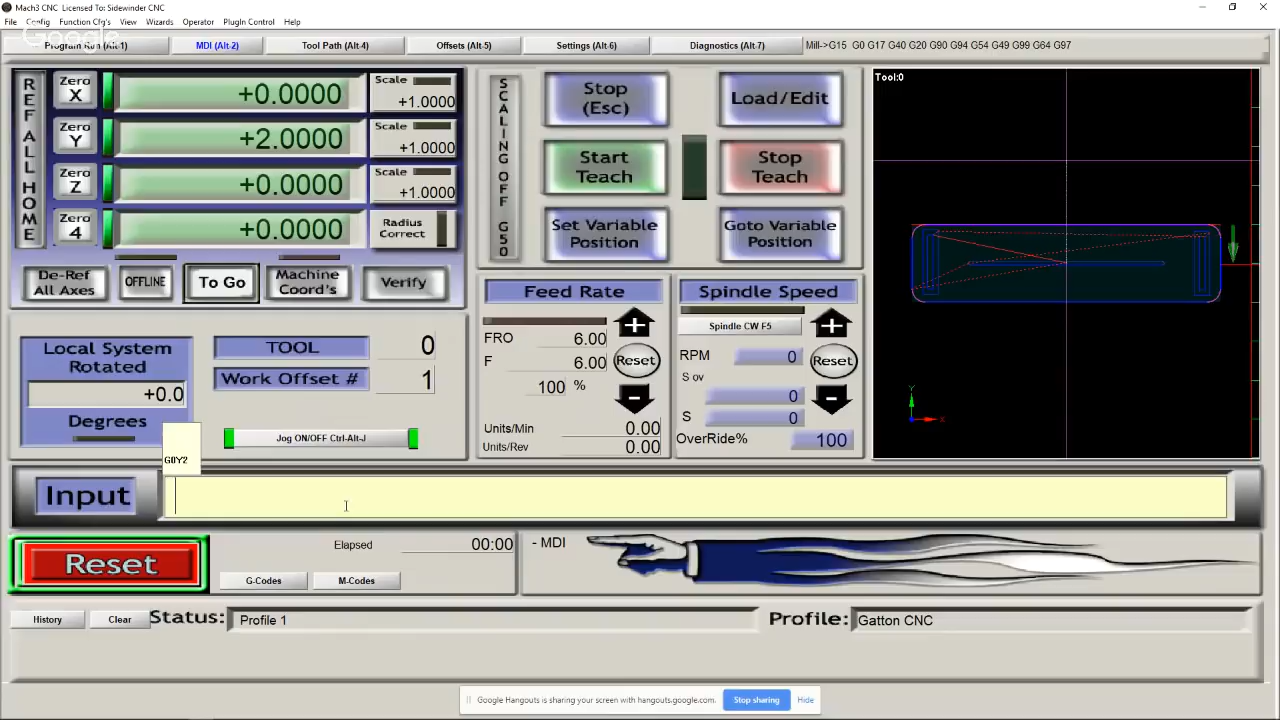 Mach3 CNC Licensed To: Sidewinder CNC
File Config Function Cfg's View Wizards Operator PlugIn Control Help
Google
Program Run (Alt-1) MDI (Alt-2) Tool Path (Alt-4) Offsets (Alt-5) Settings (Alt-6) Diagnostics (Alt-7) Mill->G15 G0 G17 G40 G20 G90 G94 G54 G49 G99 G64 G97
REF ALL HOME
Zero X +0.0000 Scale +1.0000
Zero Y +2.0000 Scale +1.0000
Zero Z +0.0000 Scale +1.0000
Zero 4 +0.0000 Radius Correct
De-Ref All Axes OFFLINE To Go Machine Coord's Verify
SCALING OFF G50
Stop (Esc) Load/Edit
Start Teach Stop Teach
Set Variable Position Goto Variable Position
Tool:0
Y
X
Local System Rotated
+0.0
Degrees
TOOL 0
Work Offset # 1
Jog ON/OFF Ctrl-Alt-J
Feed Rate
FRO 6.00
F 6.00
100 %
Reset
Units/Min 0.00
Units/Rev 0.00
Spindle Speed
Spindle CW F5
RPM 0
S ov 0
S 0
Reset
OverRide% 100
G0Y2
Input
Reset
Elapsed 00:00
G-Codes M-Codes
- MDI
History Clear Status: Profile 1 Profile: Gatton CNC
Google Hangouts is sharing your screen with hangouts.google.com. Stop sharing Hide